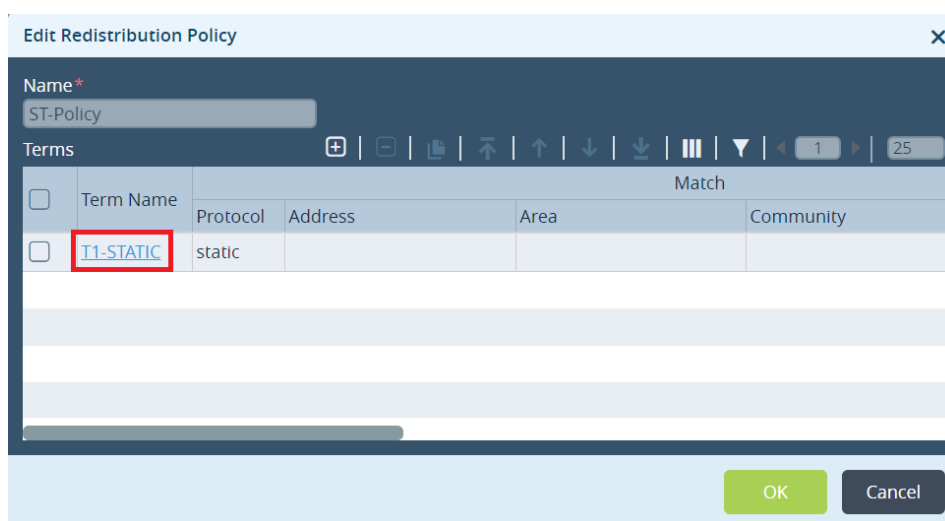 Edit Redistribution Policy
Name*
ST-Policy
Terms 1 25
Term Name Match
Protocol Address Area Community
T1-STATIC static
OK Cancel